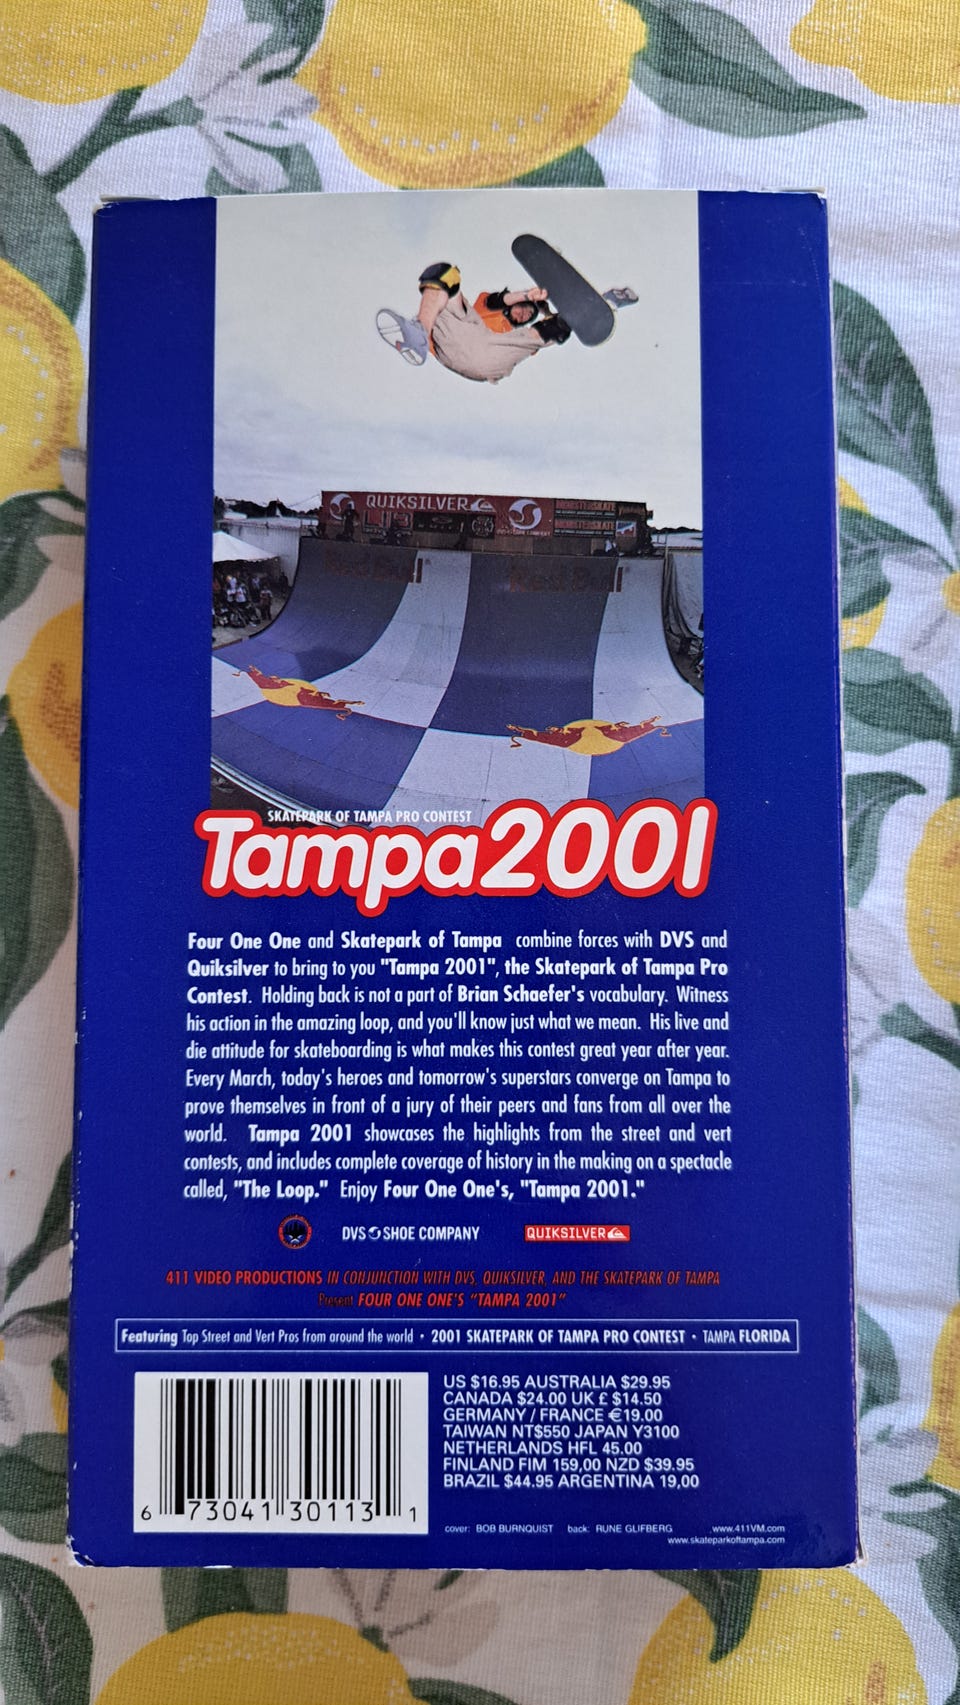 QUIKSILVER
Red Bull Red Bull
SKATEPARK OF TAMPA PRO CONTEST
Tampa2001
Four One One and Skatepark of Tampa combine forces with DVS and
Quiksilver to bring to you "Tampa 2001", the Skatepark of Tampa Pro
Contest. Holding back is not a part of Brian Schaefer's vocabulary. Witness
his action in the amazing loop, and you'll know just what we mean. His live and
die attitude for skateboarding is what makes this contest great year after year.
Every March, today's heroes and tomorrow's superstars converge on Tampa to
prove themselves in front of a jury of their peers and fans from all over the
world. Tampa 2001 showcases the highlights from the street and vert
contests, and includes complete coverage of history in the making on a spectacle
called, "The Loop." Enjoy Four One One's, "Tampa 2001."
DVS SHOE COMPANY QUIKSILVER
411 VIDEO PRODUCTIONS IN CONJUNCTION WITH DVS, QUIKSILVER, AND THE SKATEPARK OF TAMPA
Present FOUR ONE ONE'S "TAMPA 2001"
Featuring Top Street and Vert Pros from around the world • 2001 SKATEPARK OF TAMPA PRO CONTEST • TAMPA FLORIDA
US $16.95 AUSTRALIA $29.95
CANADA $24.00 UK £ $14.50
GERMANY / FRANCE €19.00
TAIWAN NT$550 JAPAN Y3100
NETHERLANDS HFL 45.00
FINLAND FIM 159,00 NZD $39.95
BRAZIL $44.95 ARGENTINA 19,00
6 73041 30113 1
cover: BOB BURNQUIST back: RUNE GLIFBERG www.411VM.com
www.skateparkoftampa.com